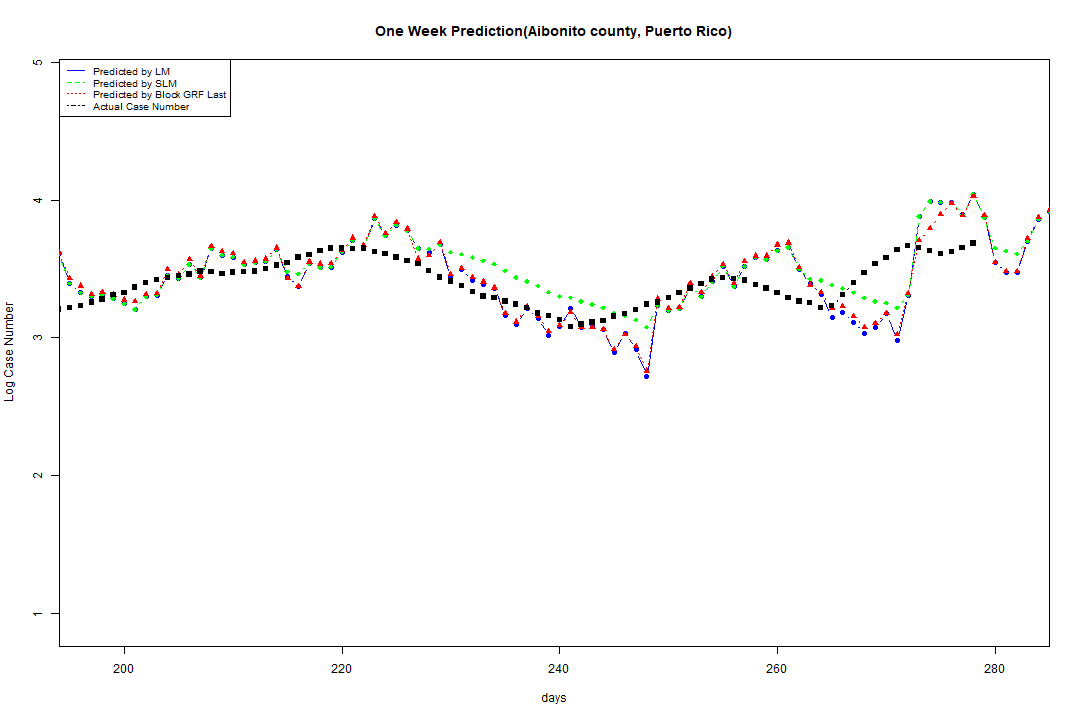 One Week Prediction(Aibonito county, Puerto Rico)
Predicted by LM
Predicted by SLM
Predicted by Block GRF Last
Actual Case Number
5
4
3
2
1
Log Case Number
200 220 240 260 280
days